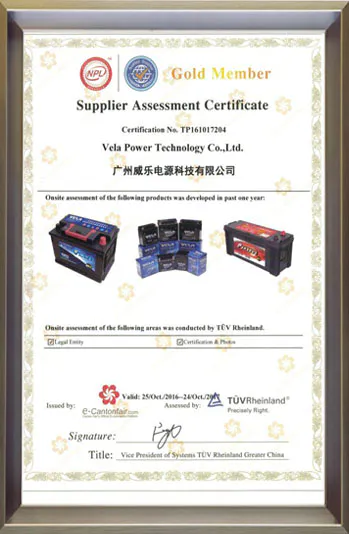 NPL
Gold Member
Supplier Assessment Certificate
Certification No. TP161017204
Vela Power Technology Co.,Ltd.
广州威乐电源科技有限公司
Onsite assessment of the following products was developed in past one year:
VELA
Onsite assessment of the following areas was conducted by TÜV Rheinland.
Legal Entity
Certification & Photos
Valid: 25/Oct./2016--24/Oct./
Issued by:
e-Cantonfair.com
Assessed by:
TÜVRheinland®
Precisely Right.
Signature:
Title: Vice President of Systems TÜV Rheinland Greater China